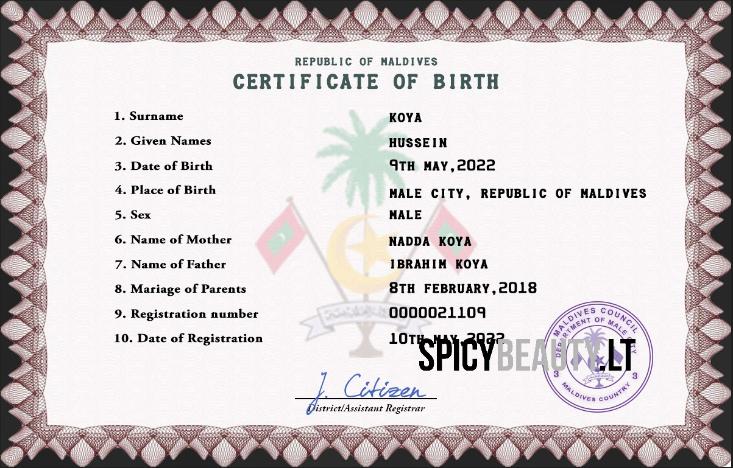 REPUBLIC OF MALDIVES
CERTIFICATE OF BIRTH
1. Surname KOYA
2. Given Names HUSSEIN
3. Date of Birth 9TH MAY,2022
4. Place of Birth MALE CITY, REPUBLIC OF MALDIVES
5. Sex MALE
6. Name of Mother NADDA KOYA
7. Name of Father IBRAHIM KOYA
8. Mariage of Parents 8TH FEBRUARY,2018
9. Registration number 0000021109
10. Date of Registration 10TH MAY 2022
SPICYBEAUTY.LT
MALDIVES COUNCIL
DEPARTMENT OF MALE CITY
3 3
MALDIVES COUNTRY
J. Citizen
District/Assistant Registrar